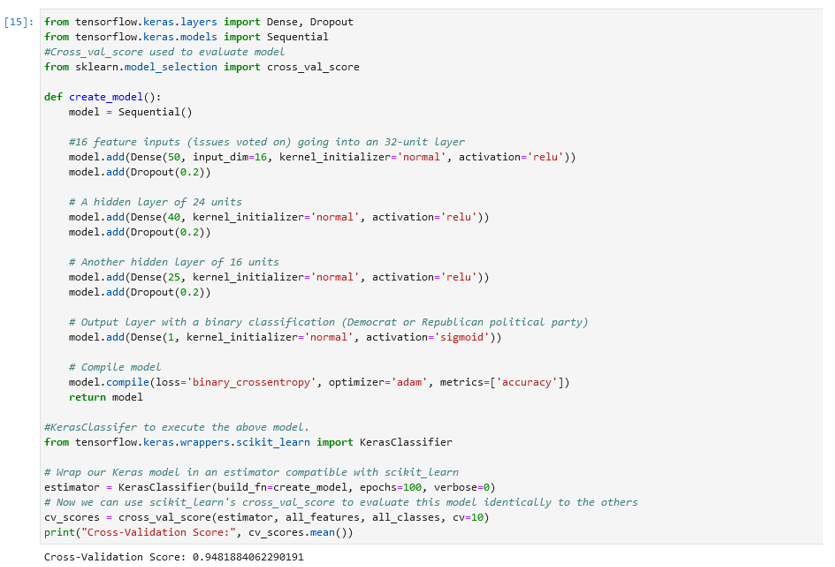 [15]: from tensorflow.keras.layers import Dense, Dropout
from tensorflow.keras.models import Sequential
#Cross_val_score used to evaluate model
from sklearn.model_selection import cross_val_score

def create_model():
    model = Sequential()

    #16 feature inputs (issues voted on) going into an 32-unit layer
    model.add(Dense(50, input_dim=16, kernel_initializer='normal', activation='relu'))
    model.add(Dropout(0.2))

    # A hidden layer of 24 units
    model.add(Dense(40, kernel_initializer='normal', activation='relu'))
    model.add(Dropout(0.2))

    # Another hidden layer of 16 units
    model.add(Dense(25, kernel_initializer='normal', activation='relu'))
    model.add(Dropout(0.2))

    # Output layer with a binary classification (Democrat or Republican political party)
    model.add(Dense(1, kernel_initializer='normal', activation='sigmoid'))

    # Compile model
    model.compile(loss='binary_crossentropy', optimizer='adam', metrics=['accuracy'])
    return model

#KerasClassifer to execute the above model.
from tensorflow.keras.wrappers.scikit_learn import KerasClassifier

# Wrap our Keras model in an estimator compatible with scikit_learn
estimator = KerasClassifier(build_fn=create_model, epochs=100, verbose=0)
# Now we can use scikit_learn's cross_val_score to evaluate this model identically to the others
cv_scores = cross_val_score(estimator, all_features, all_classes, cv=10)
print("Cross-Validation Score:", cv_scores.mean())
Cross-Validation Score: 0.9481884062290191